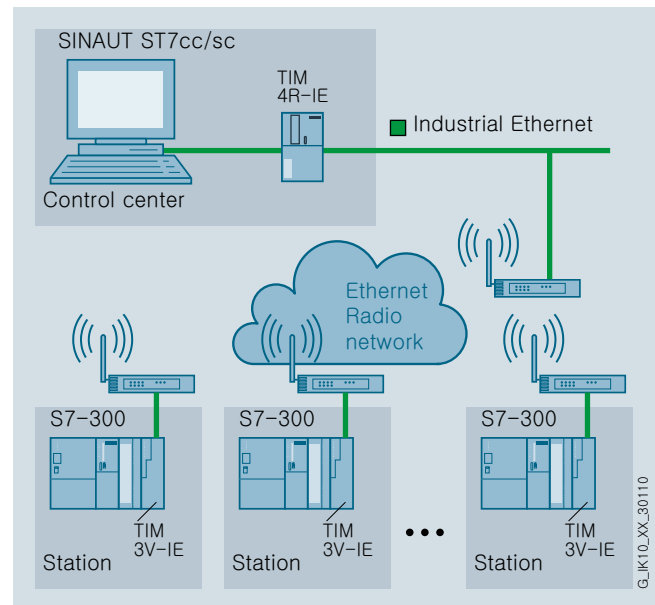 SINAUT ST7cc/sc
TIM
4R-IE
Industrial Ethernet
Control center
Ethernet
Radio
network
S7-300
S7-300
S7-300
TIM
3V-IE
Station
TIM
3V-IE
Station
TIM
3V-IE
Station
G_IK10_XX_30110